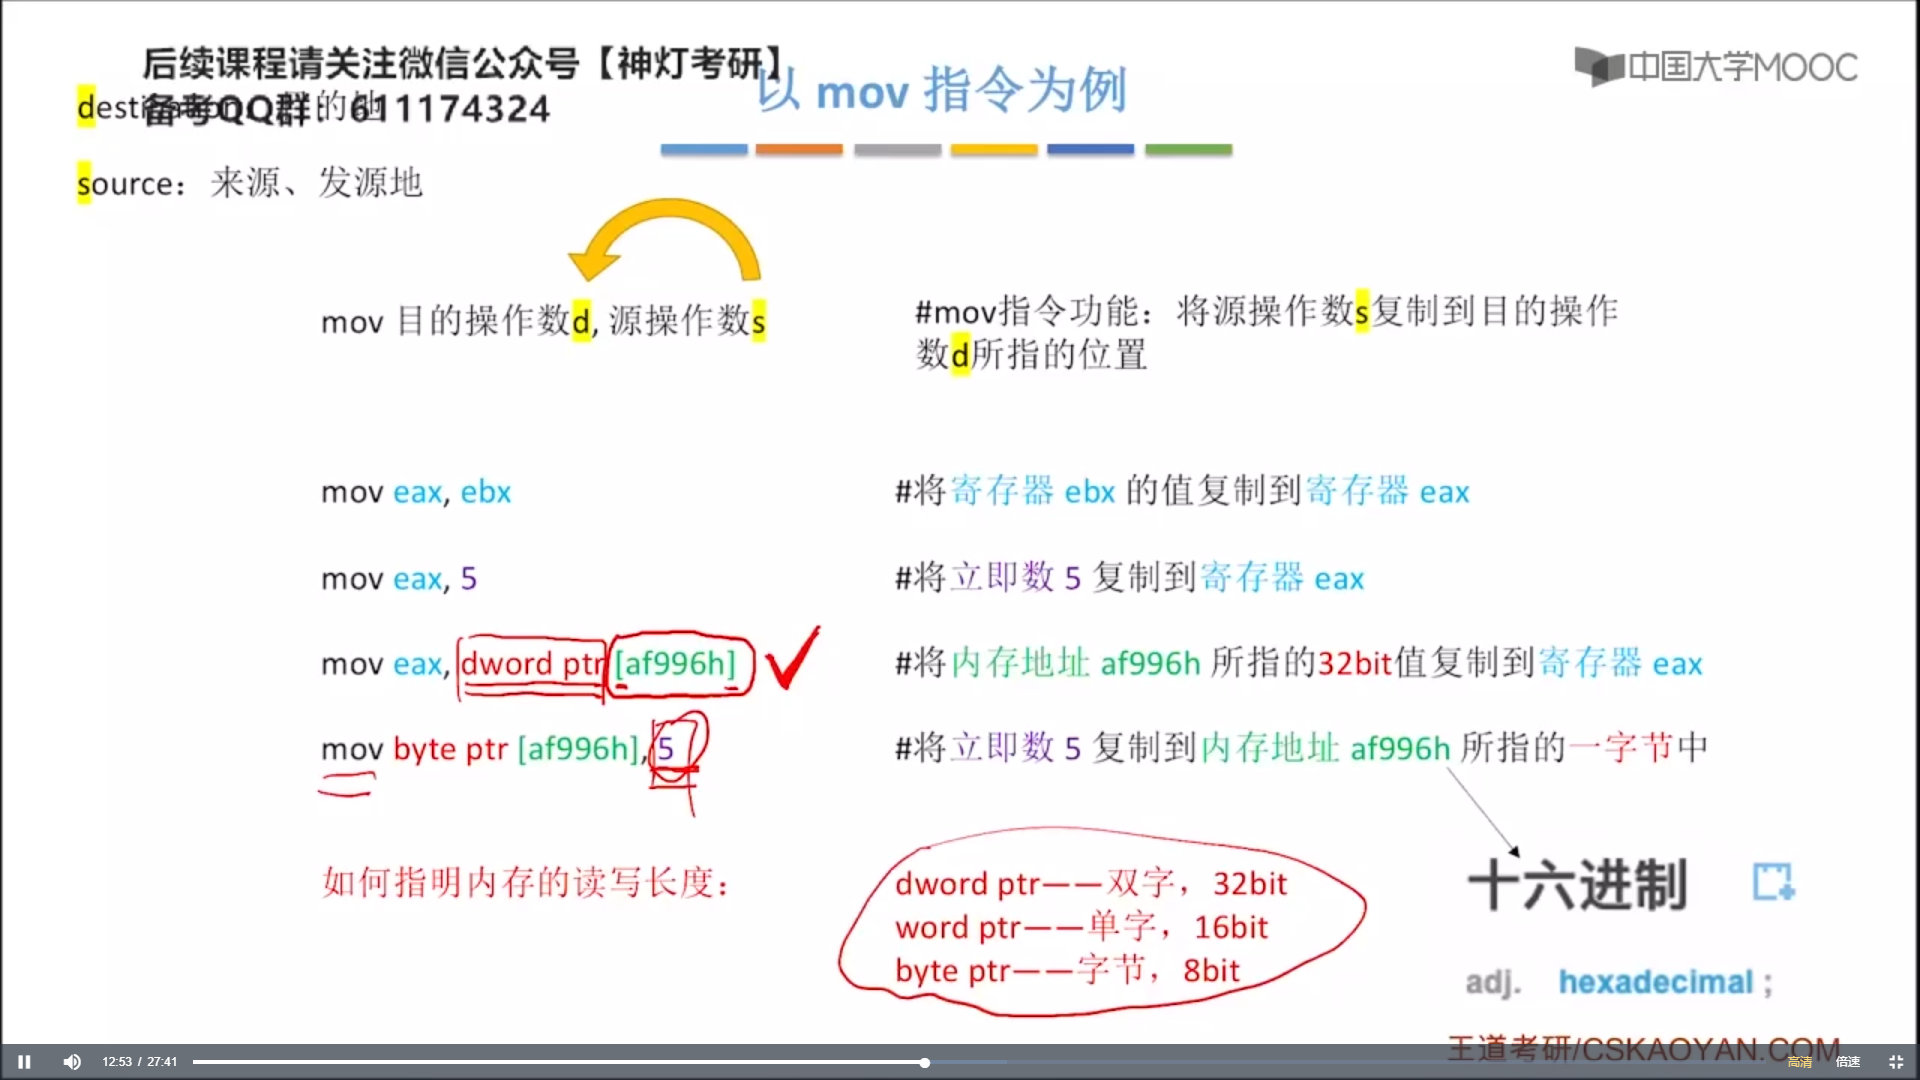 后续课程请关注微信公众号【神灯考研】
备考QQ群：611174324
中国大学MOOC
以 mov 指令为例
source：来源、发源地
mov 目的操作数d, 源操作数s
#mov指令功能：将源操作数s复制到目的操作
数d所指的位置
mov eax, ebx
#将寄存器 ebx 的值复制到寄存器 eax
mov eax, 5
#将立即数 5 复制到寄存器 eax
mov eax, dword ptr [af996h]
#将内存地址 af996h 所指的32bit值复制到寄存器 eax
mov byte ptr [af996h], 5
#将立即数 5 复制到内存地址 af996h 所指的一字节中
如何指明内存的读写长度：
dword ptr——双字，32bit
word ptr——单字，16bit
byte ptr——字节，8bit
十六进制
adj. hexadecimal ;
王道考研/CSKAOYAN.COM
12:53 / 27:41
高清 倍速